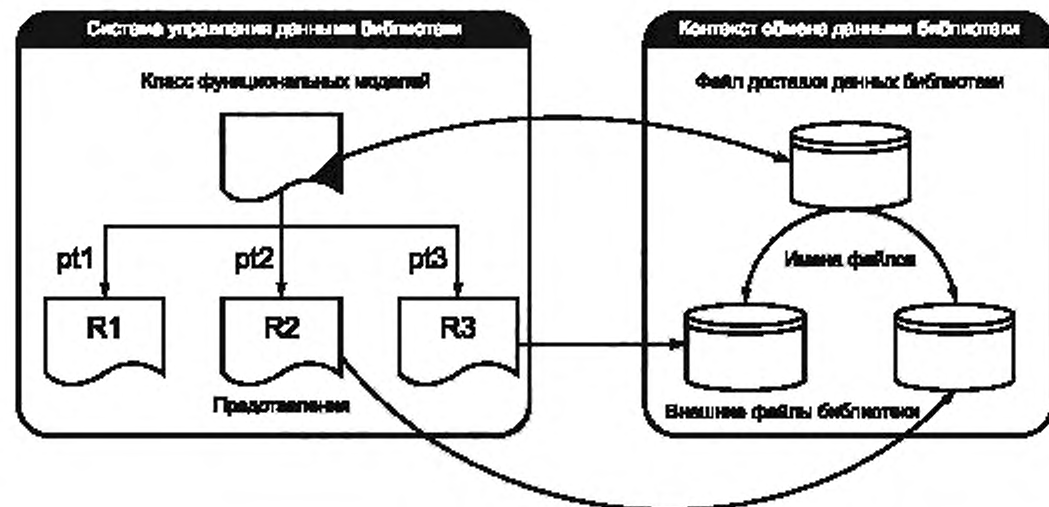 Система управления данными библиотеки
Класс функциональных моделей
pt1
pt2
pt3
R1
R2
R3
Представления
Контекст обмена данными библиотеки
Файл доставки данных библиотеки
Имена файлов
Внешние файлы библиотеки